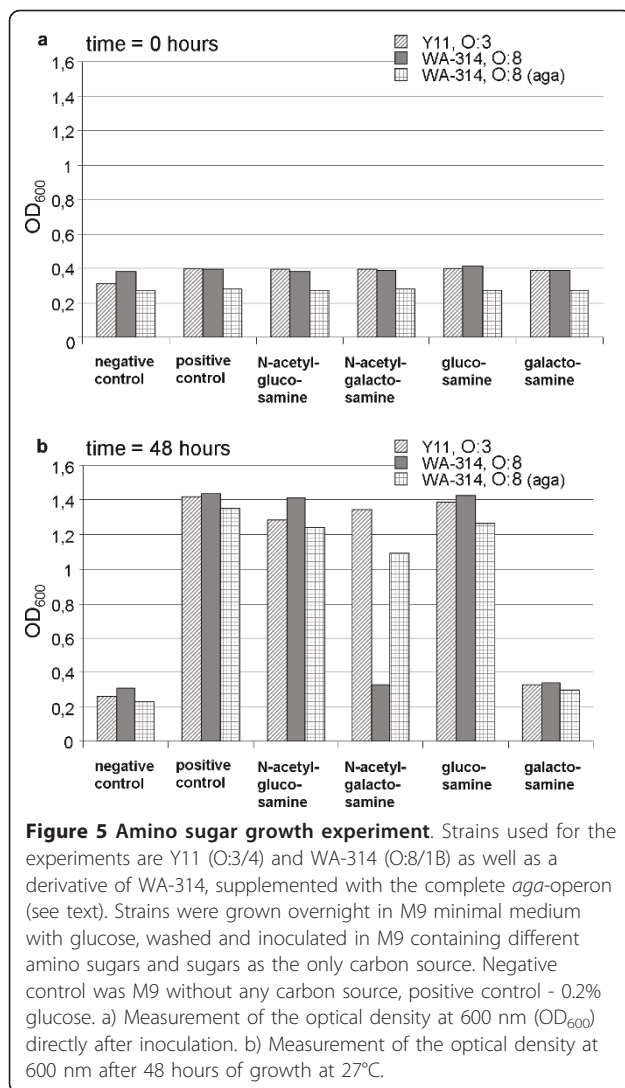 a
time = 0 hours
Y11, O:3
WA-314, O:8
WA-314, O:8 (aga)
1,6
1,4
1,2
1
0,8
0,6
0,4
0,2
0
OD600
negative control
positive control
N-acetyl-gluco-samine
N-acetyl-galacto-samine
gluco-samine
galacto-samine
b
time = 48 hours
Y11, O:3
WA-314, O:8
WA-314, O:8 (aga)
1,6
1,4
1,2
1
0,8
0,6
0,4
0,2
0
OD600
negative control
positive control
N-acetyl-gluco-samine
N-acetyl-galacto-samine
gluco-samine
galacto-samine
Figure 5 Amino sugar growth experiment. Strains used for the
experiments are Y11 (O:3/4) and WA-314 (O:8/1B) as well as a
derivative of WA-314, supplemented with the complete aga-operon
(see text). Strains were grown overnight in M9 minimal medium
with glucose, washed and inoculated in M9 containing different
amino sugars and sugars as the only carbon source. Negative
control was M9 without any carbon source, positive control - 0.2%
glucose. a) Measurement of the optical density at 600 nm (OD600)
directly after inoculation. b) Measurement of the optical density at
600 nm after 48 hours of growth at 27°C.